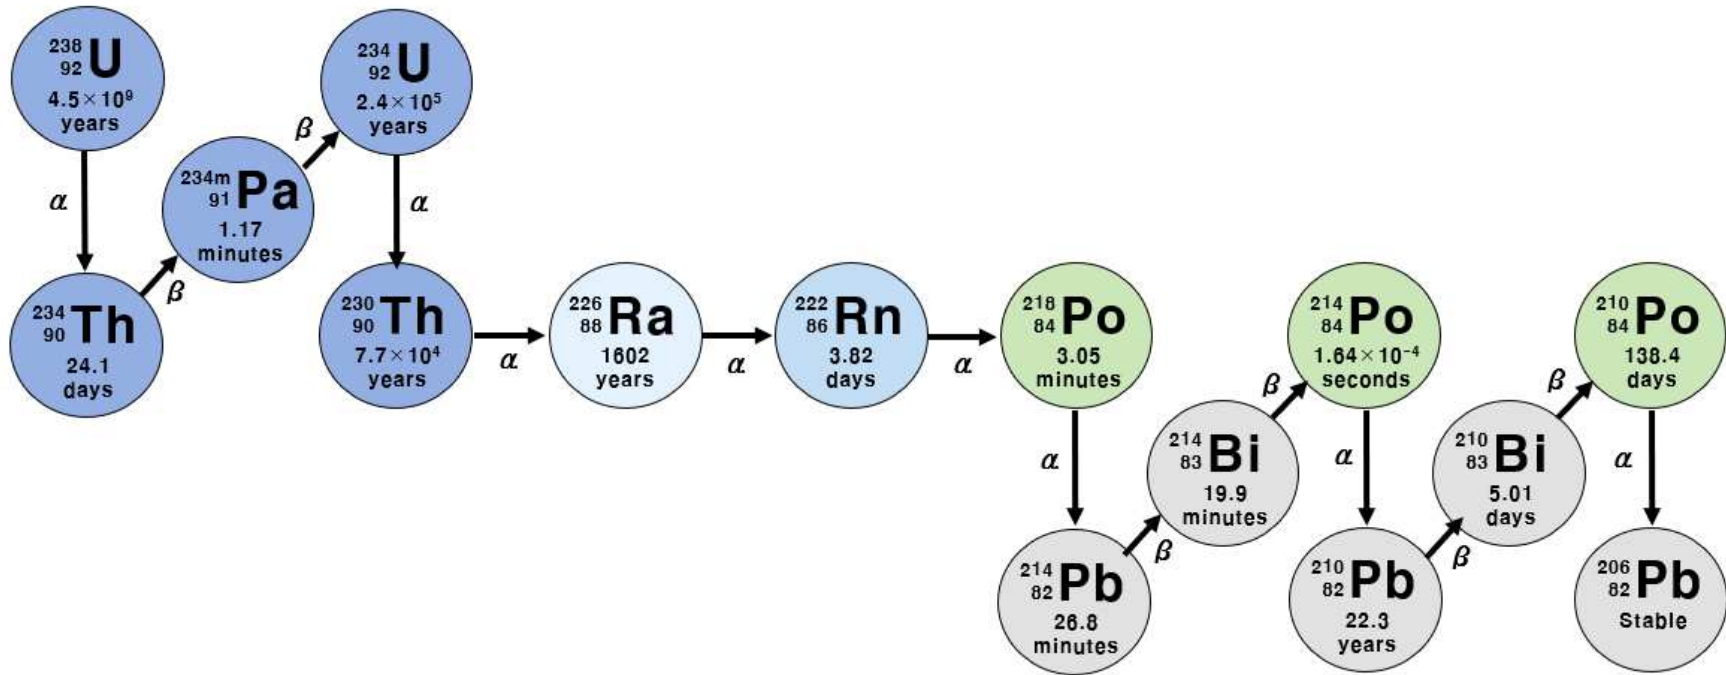 238
92 U
4.5×10⁹
years
α
234
90 Th
24.1
days
β
234m
91 Pa
1.17
minutes
β
234
92 U
2.4×10⁵
years
α
230
90 Th
7.7×10⁴
years
α
226
88 Ra
1602
years
α
222
86 Rn
3.82
days
α
218
84 Po
3.05
minutes
α
214
82 Pb
26.8
minutes
β
214
83 Bi
19.9
minutes
β
214
84 Po
1.64×10⁻⁴
seconds
α
210
82 Pb
22.3
years
β
210
83 Bi
5.01
days
β
210
84 Po
138.4
days
α
206
82 Pb
Stable